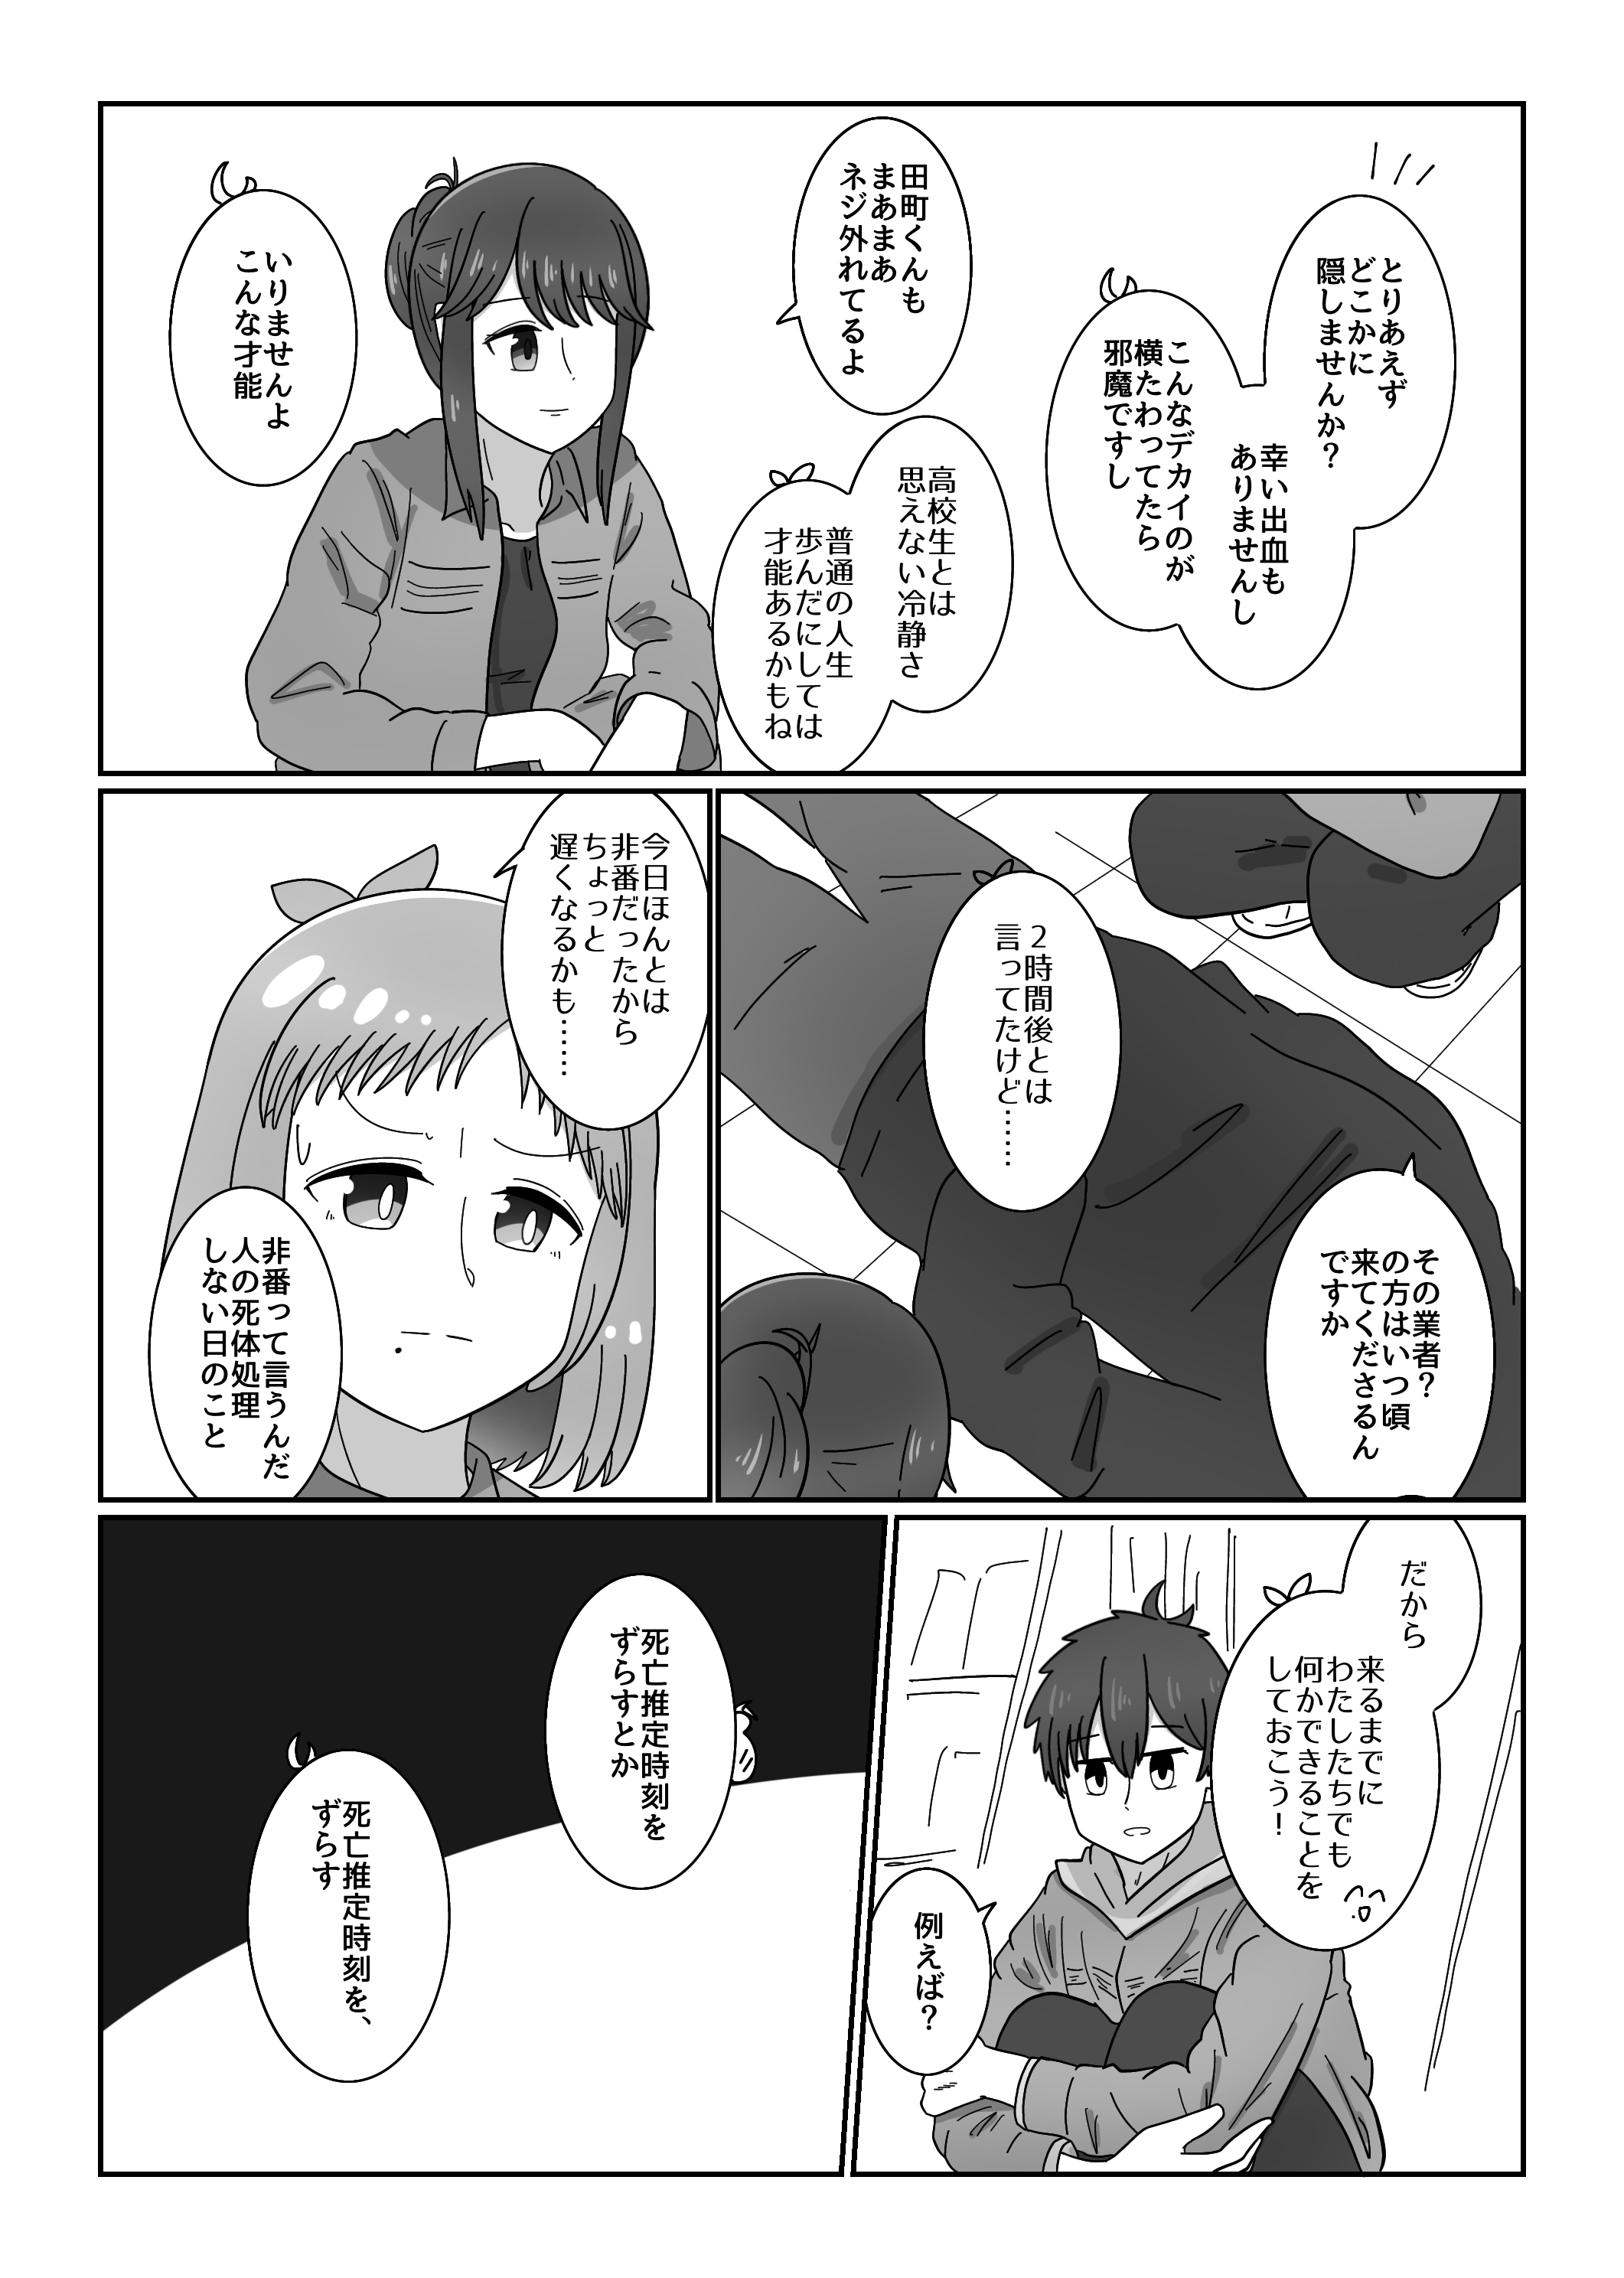 とりあえず
どこかに
隠しませんか?
幸い出血も
ありませんし
こんなデカイのが
横たわってたら
邪魔ですし
田町くんも
まあまあ
ネジ外れてるよ
高校生とは
思えない冷静さ
普通の人生
歩んだにしては
才能あるかもね
いりませんよ
こんな才能
その業者?
の方はいつ頃
来てくださるん
ですか
2時間後とは
言ってたけど……
今日ほんとは
非番だったから
ちょっと
遅くなるかも……
非番って言うんだ
人の死体処理
しない日のこと
だから
来るまでに
わたしたちでも
何かできることを
しておこう!
例えば?
死亡推定時刻を
ずらすとか
死亡推定時刻を、
ずらす